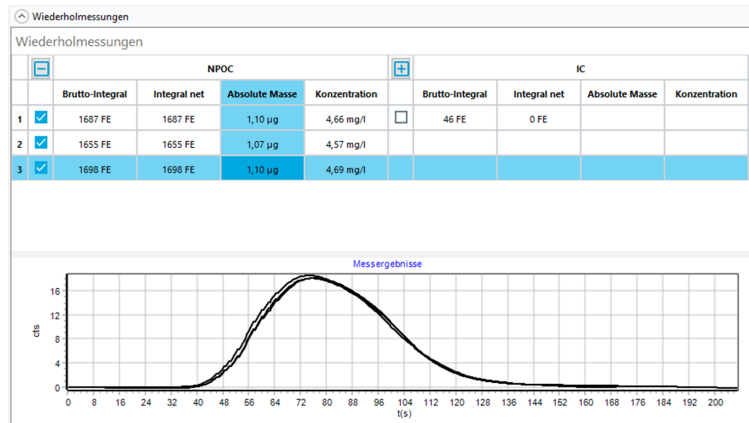 Wiederholmessungen
Wiederholmessungen
NPOC IC
Brutto-Integral Integral net Absolute Masse Konzentration Brutto-Integral Integral net Absolute Masse Konzentration
1 1687 FE 1687 FE 1,10 µg 4,66 mg/l 46 FE 0 FE
2 1655 FE 1655 FE 1,07 µg 4,57 mg/l
3 1698 FE 1698 FE 1,10 µg 4,69 mg/l
Messergebnisse
16
12
cts
8
4
0
0 8 16 24 32 40 48 56 64 72 80 88 96 104 112 120 128 136 144 152 160 168 176 184 192 200
t(s)